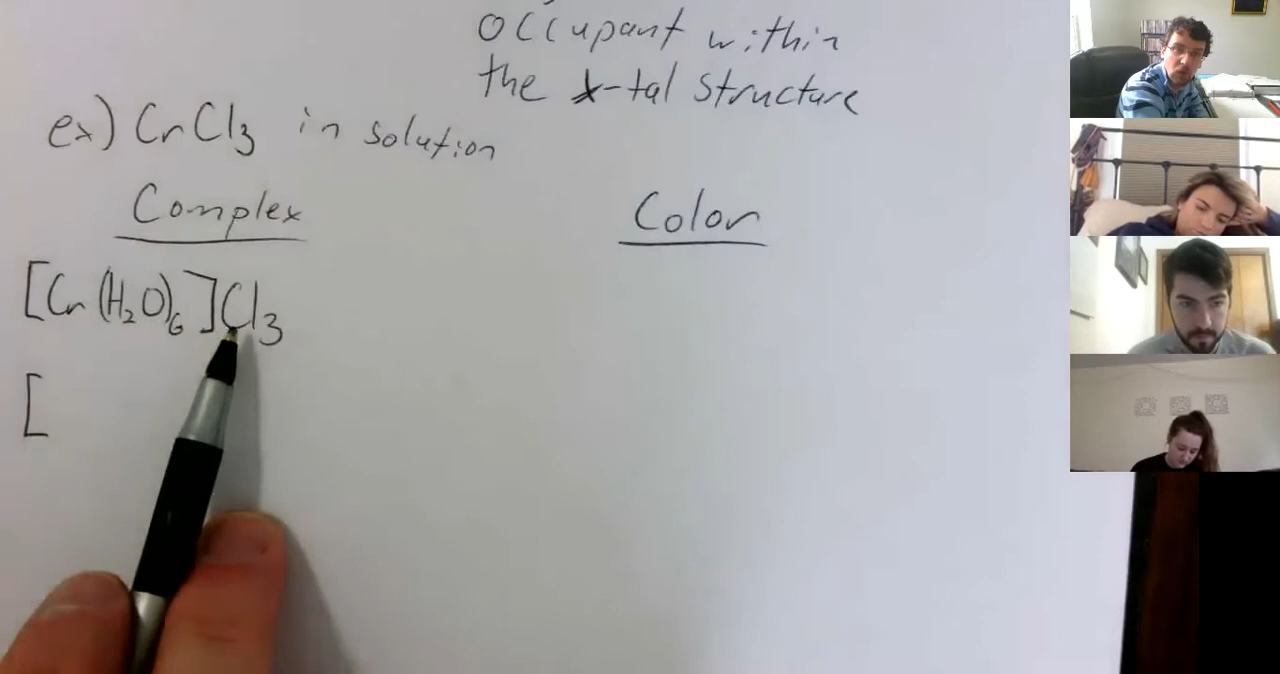 Occupant within
the x-tal structure
ex) CrCl3 in solution
Complex
Color
[Cr(H2O)6]Cl3
[